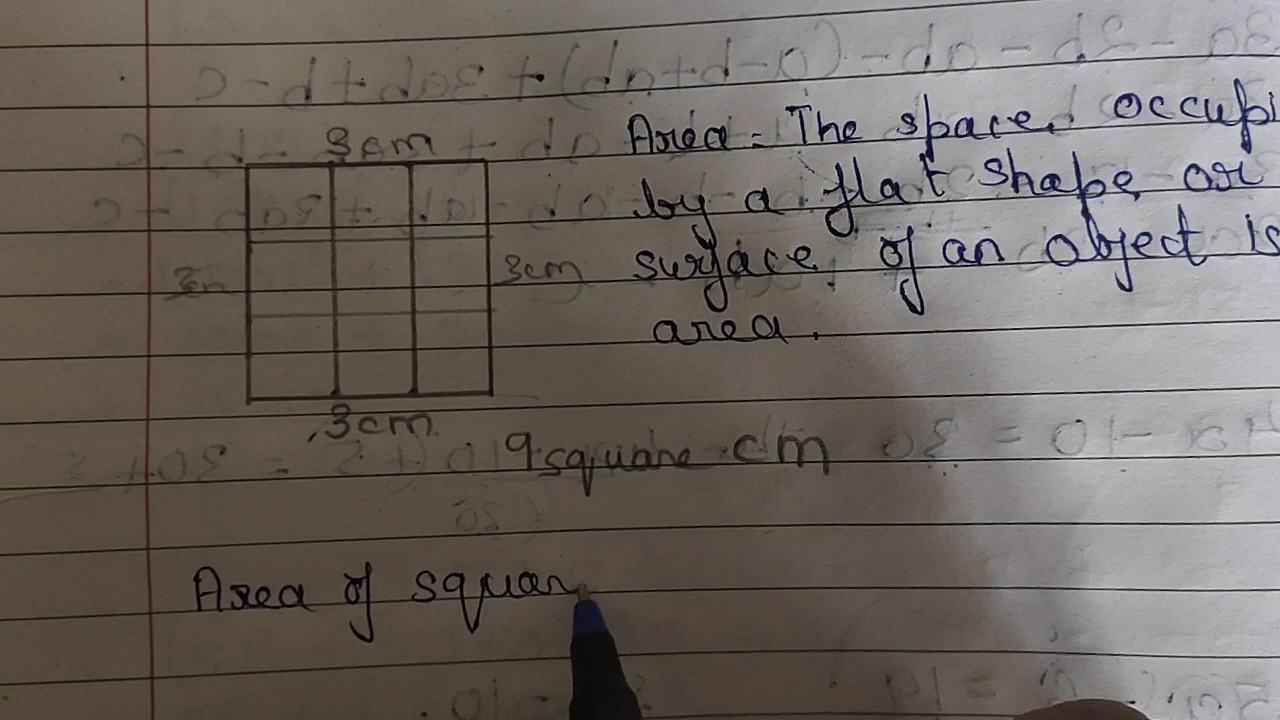 3cm
Area = The space occupi
by a flat shape or
3cm
3cm
surface of an object is
area.
3cm
9 square cm
Area of squar